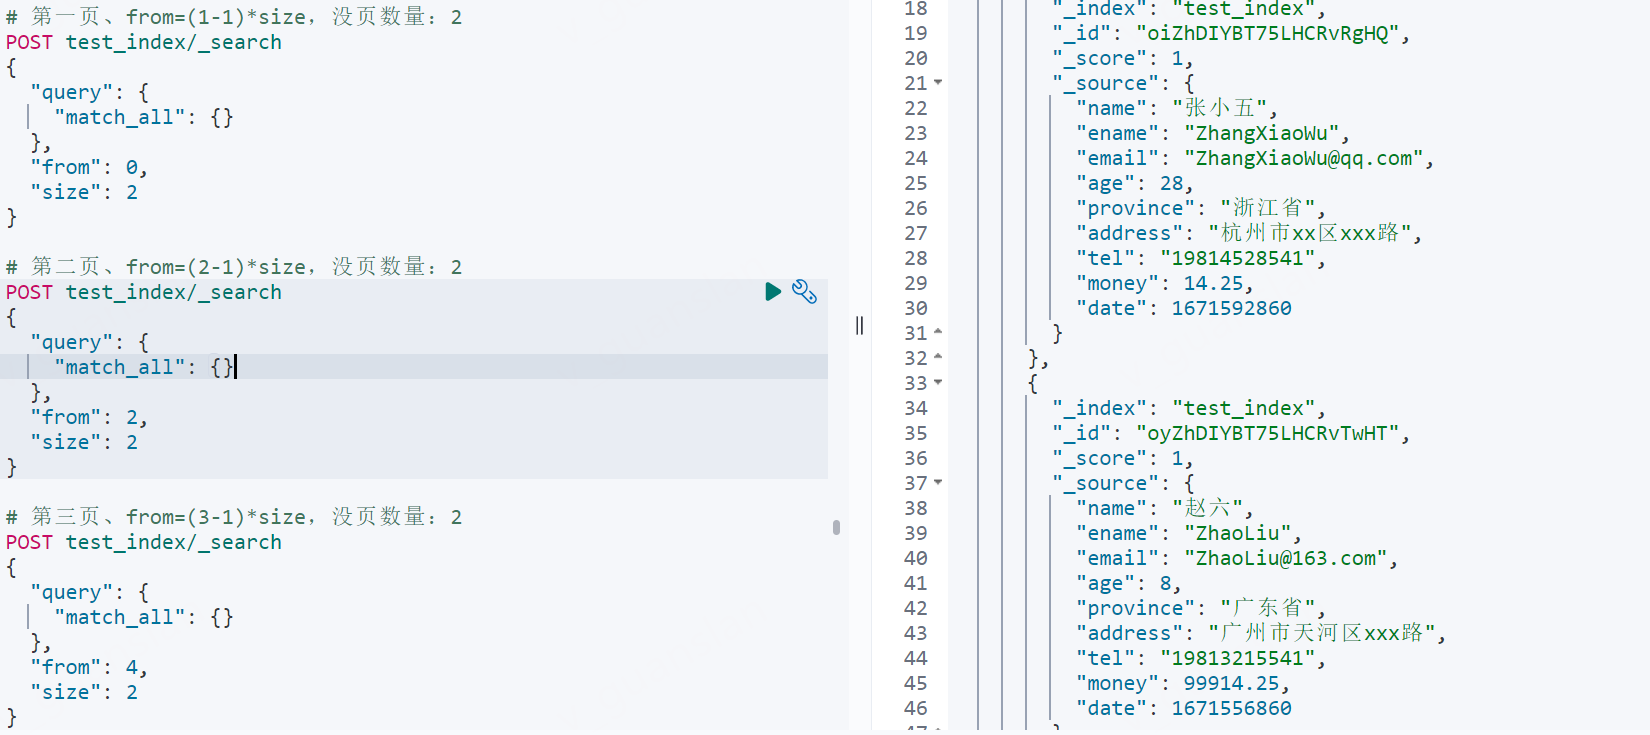 # 第一页、from=(1-1)*size，没页数量：2
POST test_index/_search
{
  "query": {
    "match_all": {}
  },
  "from": 0,
  "size": 2
}
# 第二页、from=(2-1)*size，没页数量：2
POST test_index/_search
{
  "query": {
    "match_all": {}
  },
  "from": 2,
  "size": 2
}
# 第三页、from=(3-1)*size，没页数量：2
POST test_index/_search
{
  "query": {
    "match_all": {}
  },
  "from": 4,
  "size": 2
}
18 "_index": "test_index",
19 "_id": "oiZhDIYBT75LHCRvRgHQ",
20 "_score": 1,
21 "_source": {
22 "name": "张小五",
23 "ename": "ZhangXiaoWu",
24 "email": "ZhangXiaoWu@qq.com",
25 "age": 28,
26 "province": "浙江省",
27 "address": "杭州市xx区xxx路",
28 "tel": "19814528541",
29 "money": 14.25,
30 "date": 1671592860
31 }
32 },
33 {
34 "_index": "test_index",
35 "_id": "oyZhDIYBT75LHCRvTwHT",
36 "_score": 1,
37 "_source": {
38 "name": "赵六",
39 "ename": "ZhaoLiu",
40 "email": "ZhaoLiu@163.com",
41 "age": 8,
42 "province": "广东省",
43 "address": "广州市天河区xxx路",
44 "tel": "19813215541",
45 "money": 99914.25,
46 "date": 1671556860